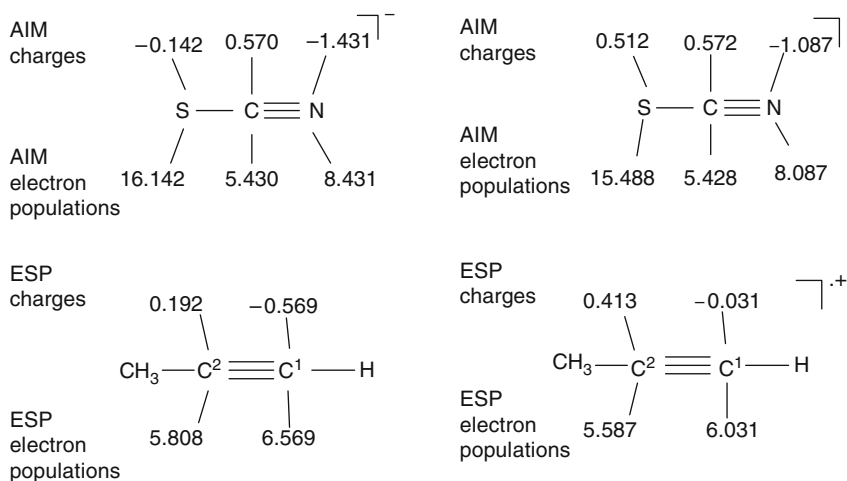 AIM
charges
−0.142 0.570 −1.431 −
S C N
AIM
electron
populations
16.142 5.430 8.431
AIM
charges
0.512 0.572 −1.087
S C N
AIM
electron
populations
15.488 5.428 8.087
ESP
charges
0.192 −0.569
CH₃ C² C¹ H
ESP
electron
populations
5.808 6.569
ESP
charges
0.413 −0.031 .+
CH₃ C² C¹ H
ESP
electron
populations
5.587 6.031